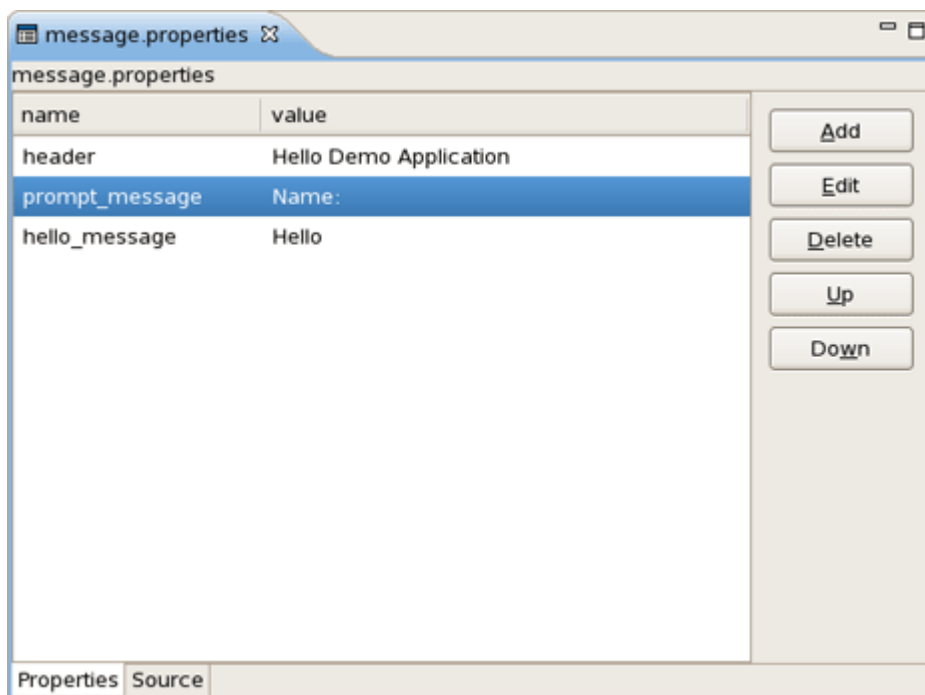 message.properties
message.properties
name value
header Hello Demo Application
prompt_message Name:
hello_message Hello
Add
Edit
Delete
Up
Down
Properties Source